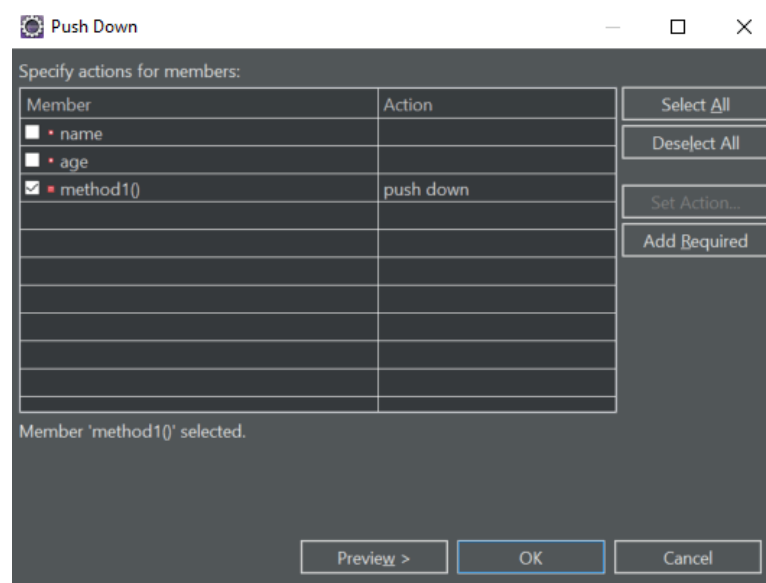 Push Down
Specify actions for members:
Member Action
name
age
method1() push down
Select All
Deselect All
Set Action...
Add Required
Member 'method1()' selected.
Preview > OK Cancel